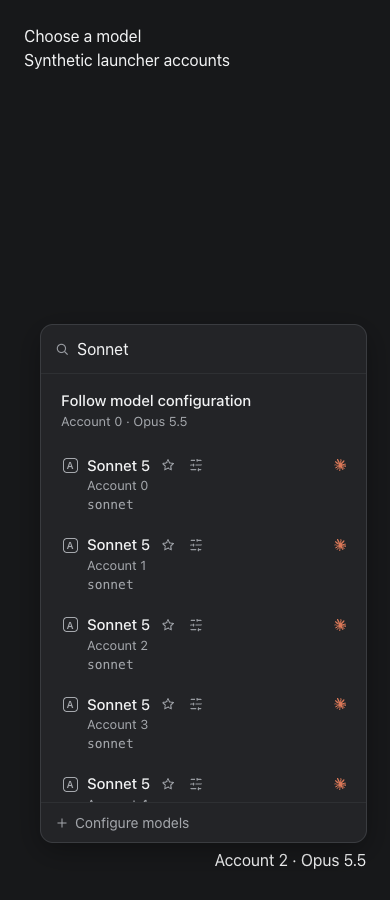 Choose a model
Synthetic launcher accounts
Sonnet
Follow model configuration
Account 0 · Opus 5.5
A Sonnet 5
Account 0
sonnet
A Sonnet 5
Account 1
sonnet
A Sonnet 5
Account 2
sonnet
A Sonnet 5
Account 3
sonnet
A Sonnet 5
+ Configure models
Account 2 · Opus 5.5